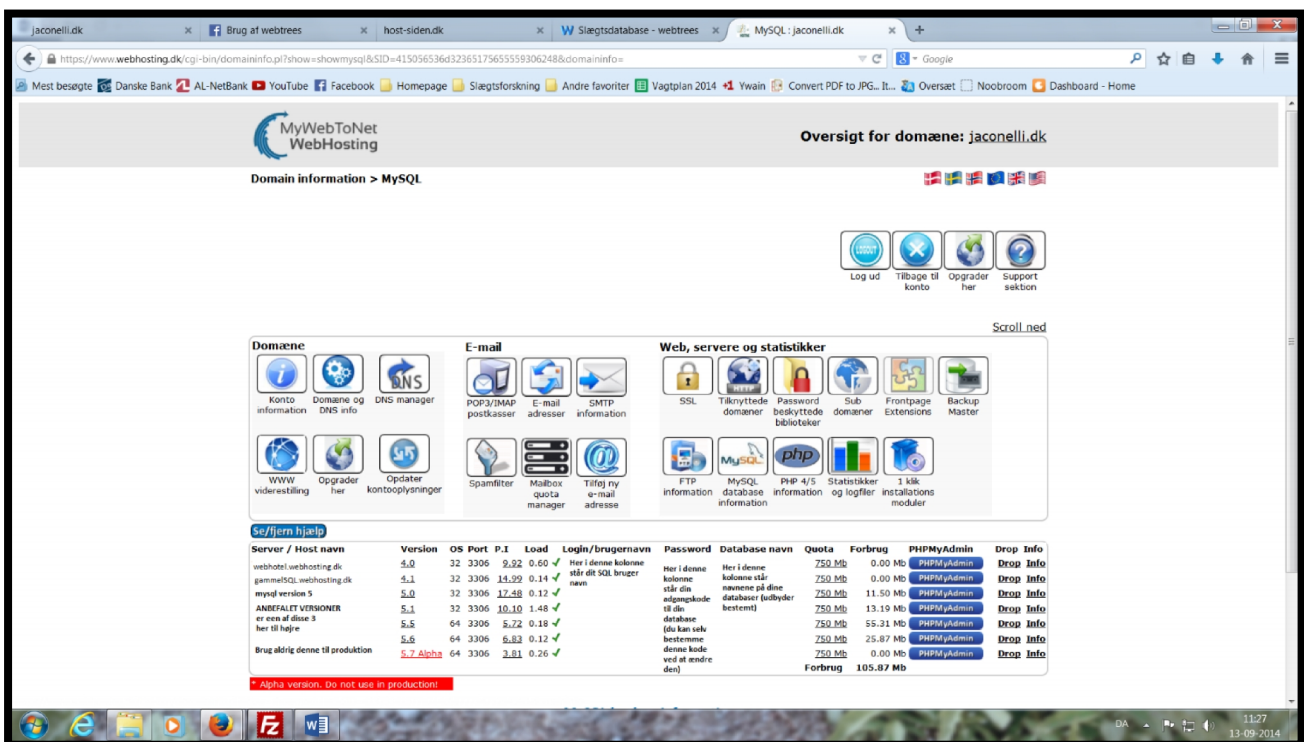 jaconelli.dk × Brug af webtrees × host-siden.dk × W Slægtsdatabase - webtrees × MySQL : jaconelli.dk × +
https://www.webhosting.dk/cgi-bin/domaininfo.pl?show=showmysql&SID=415056536d3236517565555930624 8&domaininfo= Google
Mest besøgte Danske Bank AL-NetBank YouTube Facebook Homepage Slægtsforskning Andre favoriter Vagtplan 2014 +1 Ywain Convert PDF to JPG... It... Oversæt Noobroom Dashboard - Home
MyWebToNet
WebHosting
Oversigt for domæne: jaconelli.dk
Domain information > MySQL
LOGOUT
Log ud Tilbage til konto Opgrader her Support sektion
Scroll ned
Domæne E-mail Web, servere og statistikker
DNS
Konto information Domæne og DNS info DNS manager POP3/IMAP postkasser E-mail adresser SMTP information SSL Tilknyttede domæner Password beskyttede biblioteker Sub domæner Frontpage Extensions Backup Master
MySQL php
WWW viderestilling Opgrader her Opdater kontooplysninger Spamfilter Mailbox quota manager Tilføj ny e-mail adresse FTP information MySQL database information PHP 4/5 information Statistikker og logfiler 1 klik installations moduler
Se/fjern hjælp
Server / Host navn Version OS Port P.I Load Login/brugernavn Password Database navn Quota Forbrug PHPMyAdmin Drop Info
webhotel.webhosting.dk 4.0 32 3306 9.92 0.60 750 Mb 0.00 Mb PHPMyAdmin Drop Info
gammelSQL.webhosting.dk 4.1 32 3306 14.99 0.14 750 Mb 0.00 Mb PHPMyAdmin Drop Info
mysql version 5 5.0 32 3306 17.48 0.12 750 Mb 11.50 Mb PHPMyAdmin Drop Info
ANBEFALET VERSIONER 5.1 32 3306 10.10 1.48 750 Mb 13.19 Mb PHPMyAdmin Drop Info
er een af disse 3 5.5 64 3306 5.72 0.18 750 Mb 55.31 Mb PHPMyAdmin Drop Info
her til højre
5.6 64 3306 6.83 0.12 750 Mb 25.87 Mb PHPMyAdmin Drop Info
Brug aldrig denne til produktion 5.7 Alpha 64 3306 3.81 0.26 750 Mb 0.00 Mb PHPMyAdmin Drop Info
Her i denne kolonne
står dit SQL bruger
navn
Her i denne
kolonne
står din
adgangskode
til din
database
(du kan selv
bestemme
denne kode
ved at ændre
den)
Her i denne
kolonne står
navnene på dine
databaser (udbyder
bestemt)
Forbrug 105.87 Mb
* Alpha version. Do not use in production!
DA 11:27
13-09-2014